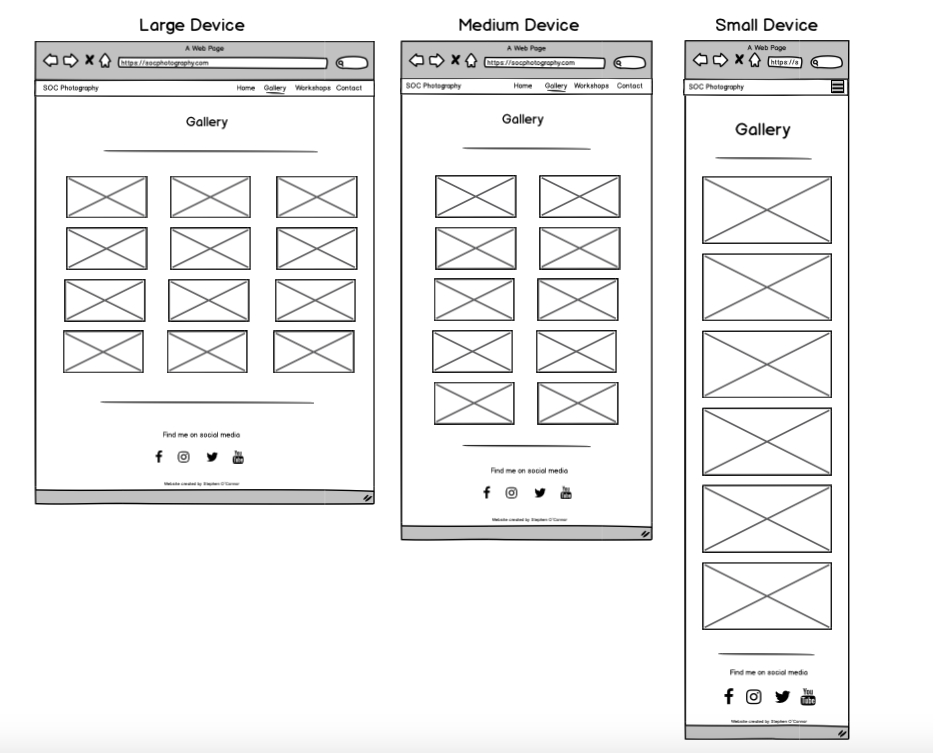 Large Device
A Web Page
https://socphotography.com
SOC Photography Home Gallery Workshops Contact
Gallery
Find me on social media
You Tube
Website created by Stephen O'Connor
Medium Device
A Web Page
https://socphotography.com
SOC Photography Home Gallery Workshops Contact
Gallery
Find me on social media
You Tube
Website created by Stephen O'Connor
Small Device
A Web Page
https://s
SOC Photography
Gallery
Find me on social media
You Tube
Website created by Stephen O'Connor